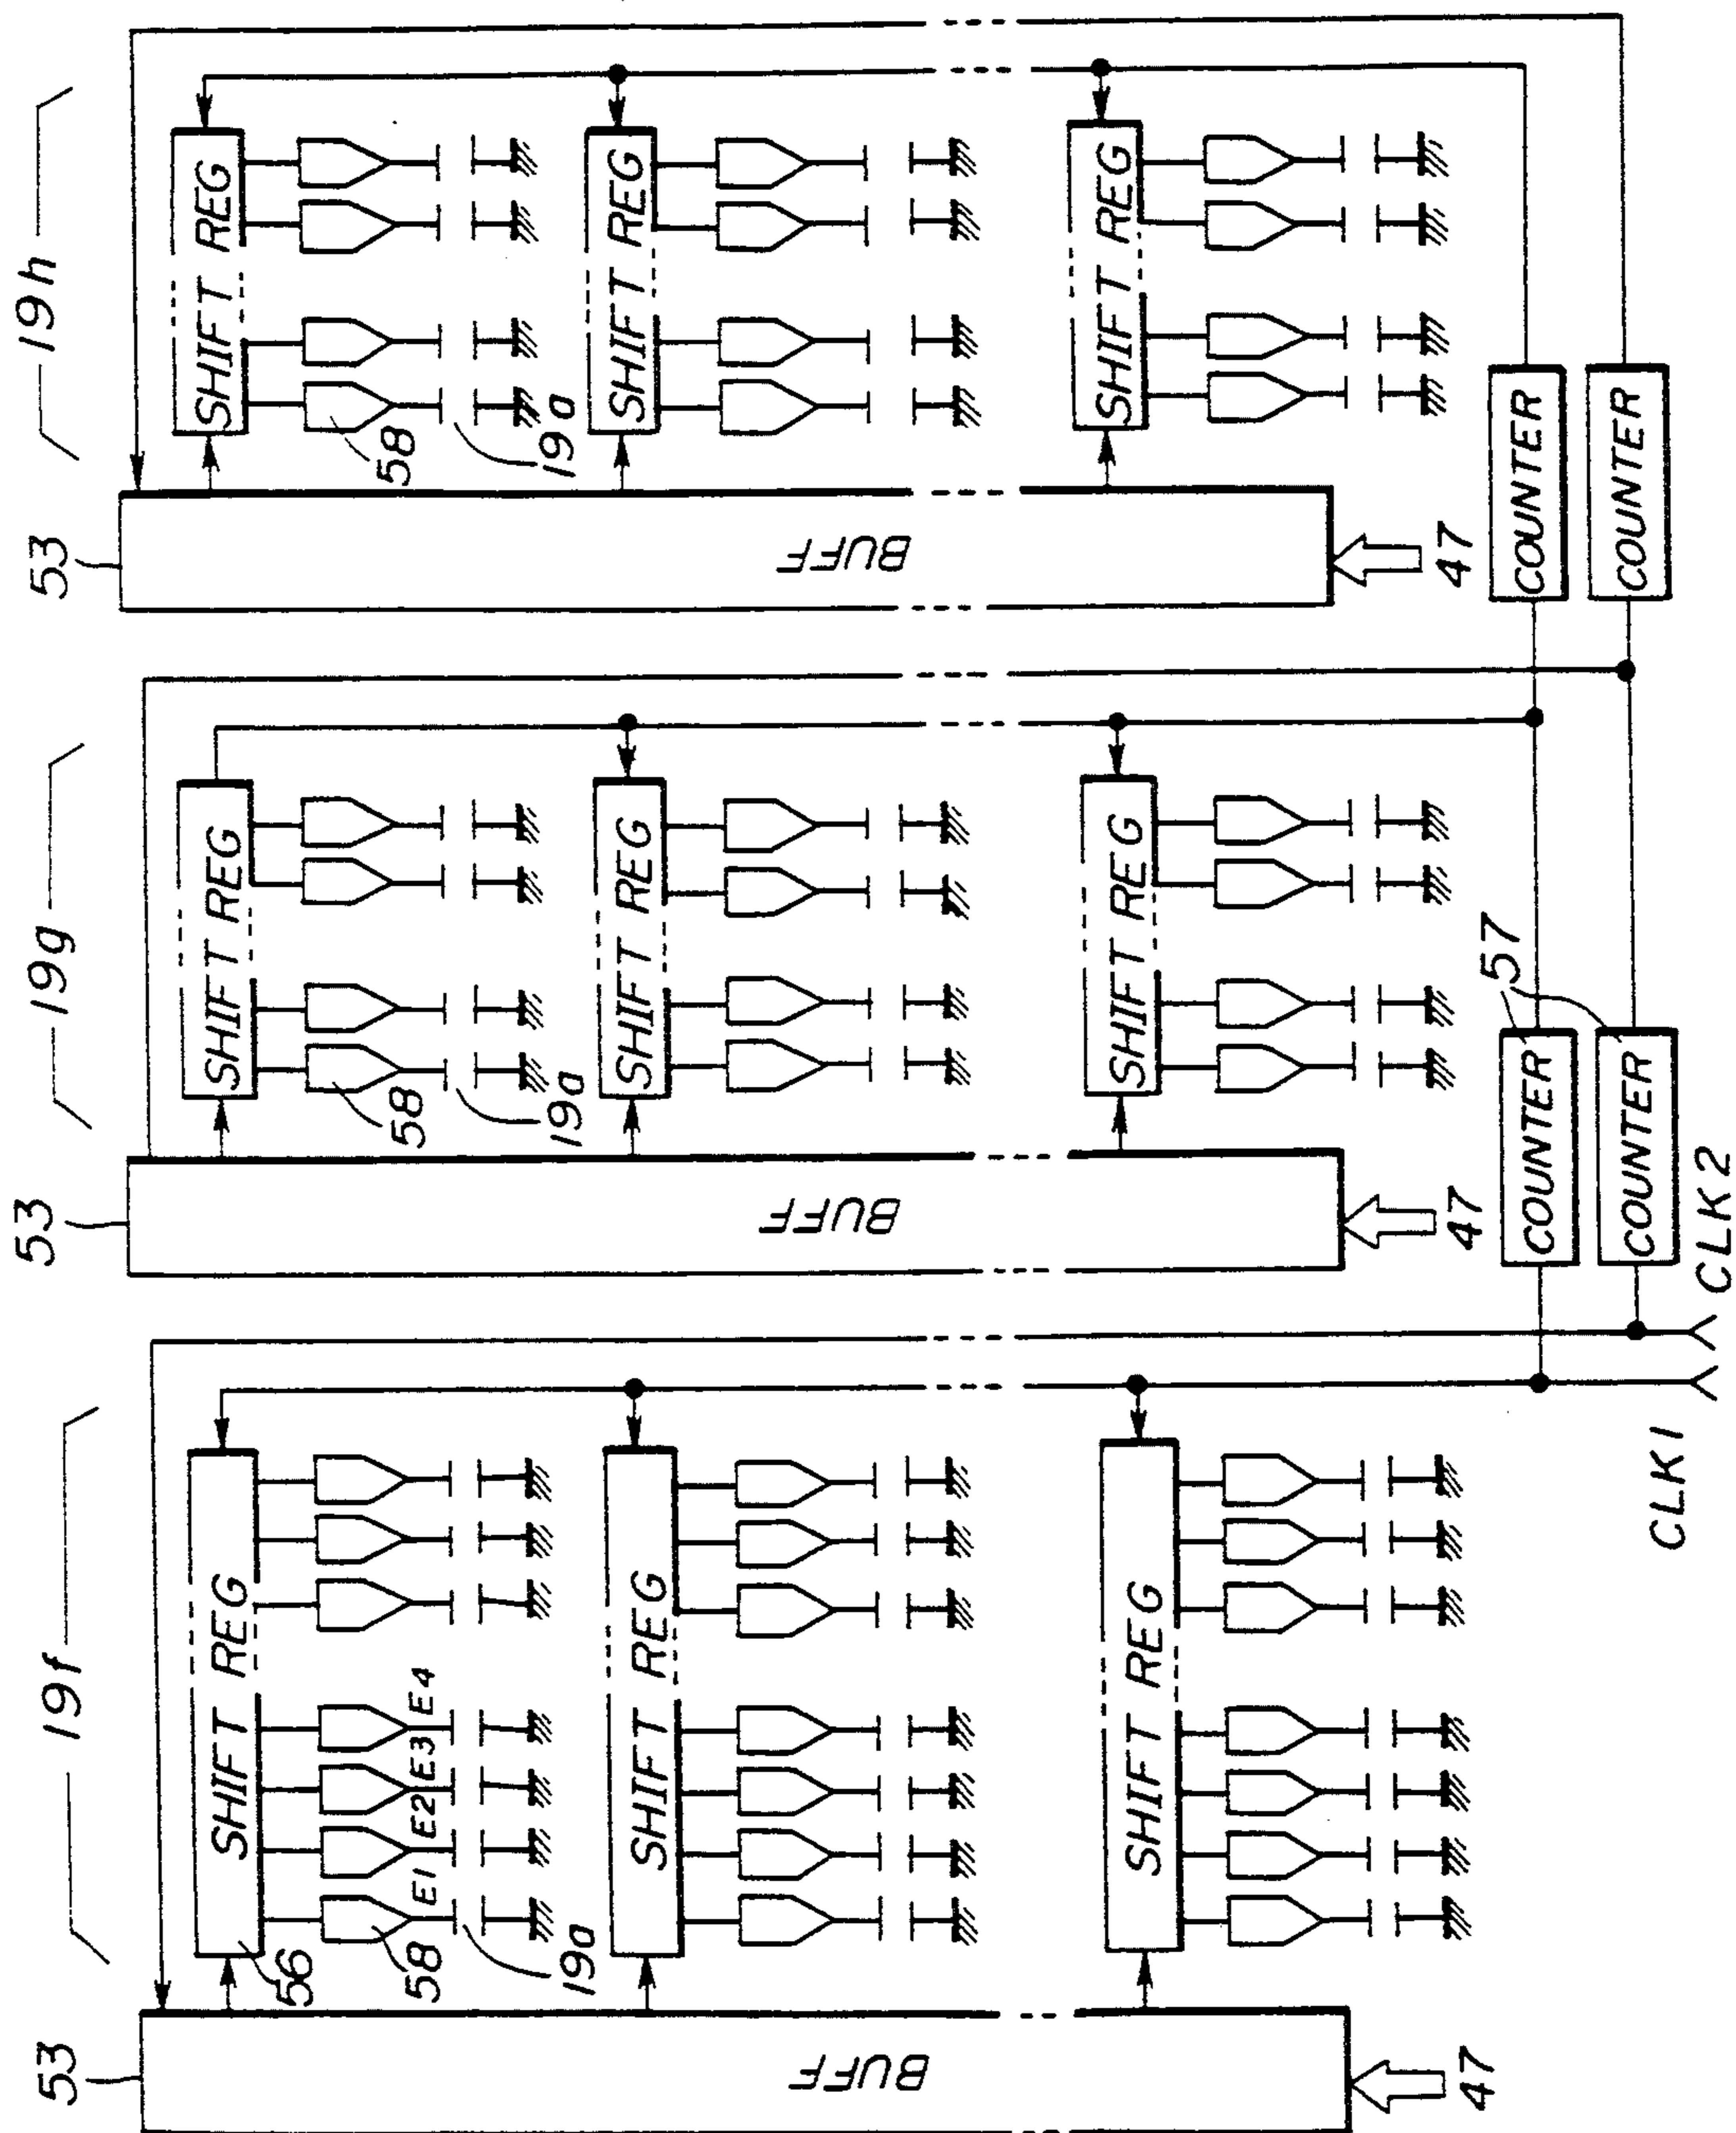 53
19f
53
19g
53
19h
SHIFT REG
SHIFT REG
SHIFT REG
56
58
E1 E2 E3 E4
58
58
19a
19a
19a
SHIFT REG
SHIFT REG
SHIFT REG
BUFF
BUFF
BUFF
SHIFT REG
SHIFT REG
SHIFT REG
47
47
47
57
COUNTER
COUNTER
COUNTER
COUNTER
CLK1
CLK2